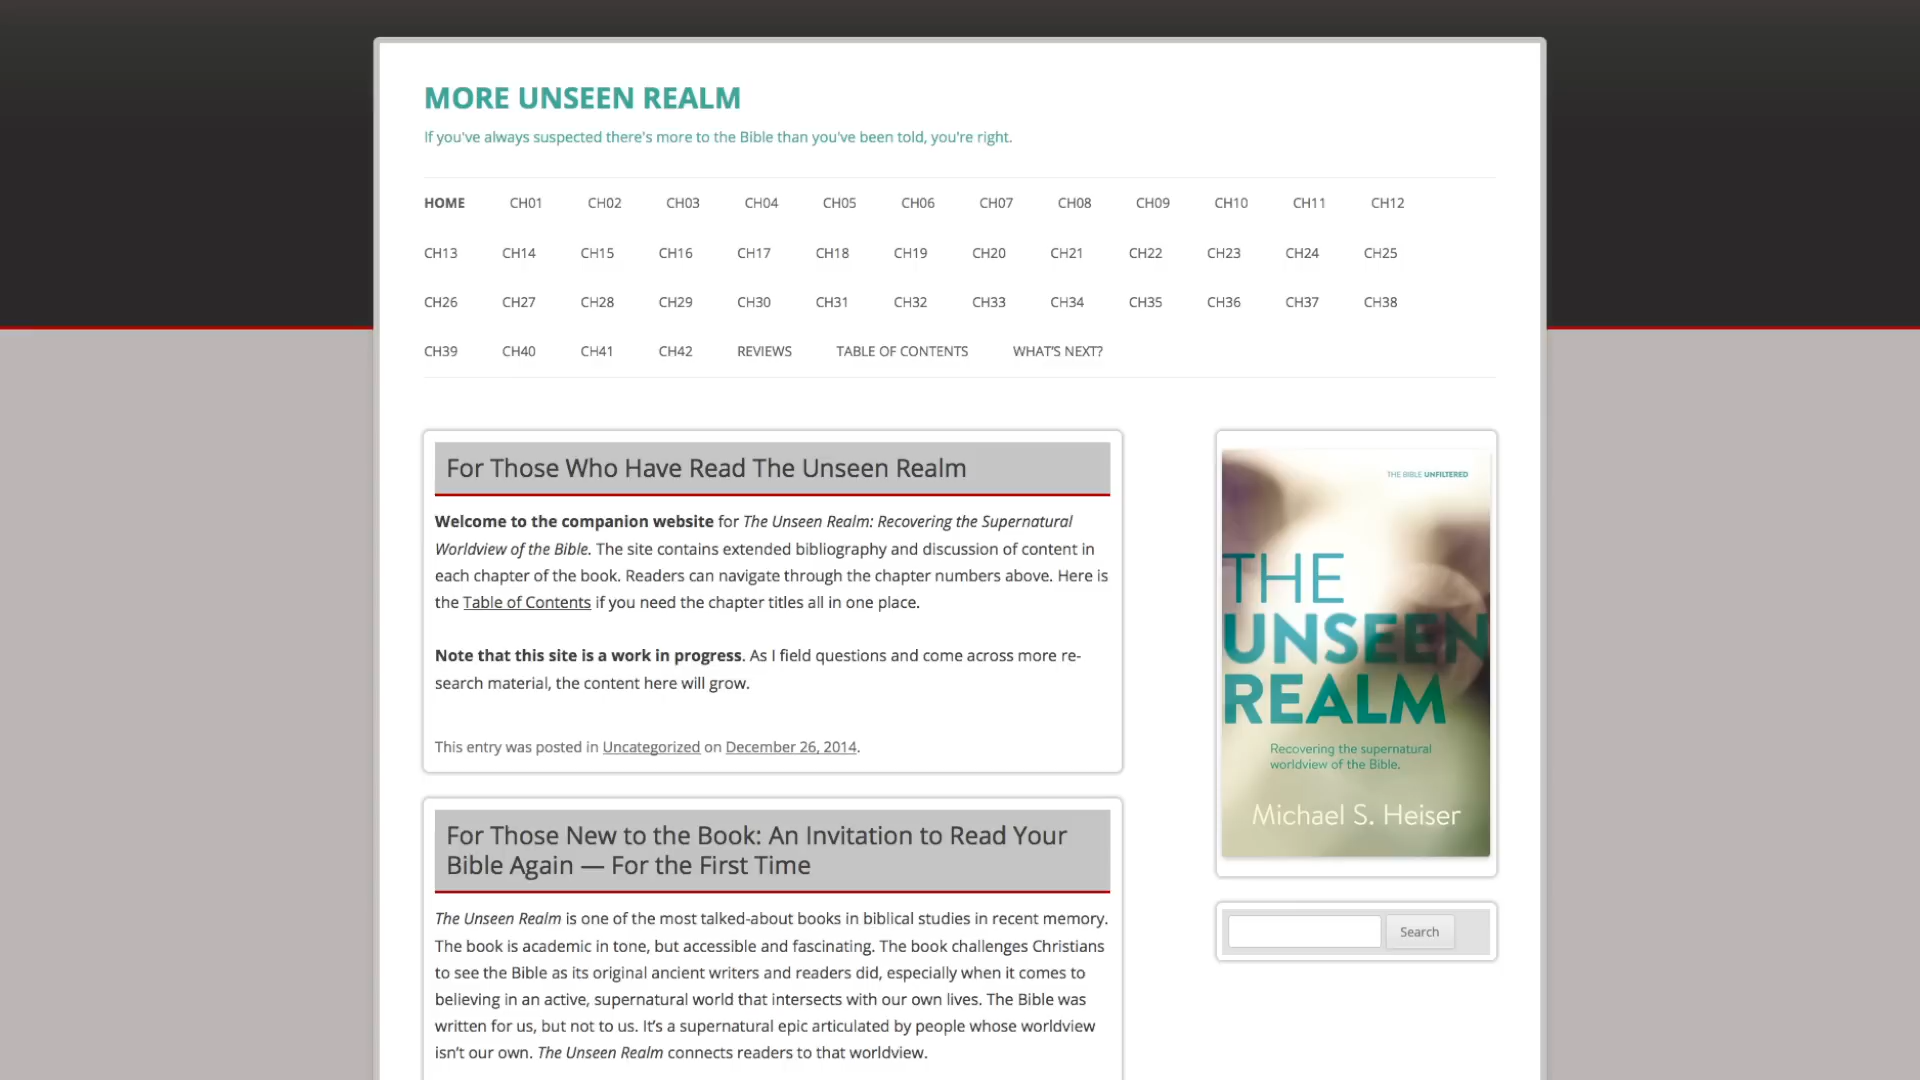 MORE UNSEEN REALM
If you've always suspected there's more to the Bible than you've been told, you're right.
HOME CH01 CH02 CH03 CH04 CH05 CH06 CH07 CH08 CH09 CH10 CH11 CH12
CH13 CH14 CH15 CH16 CH17 CH18 CH19 CH20 CH21 CH22 CH23 CH24 CH25
CH26 CH27 CH28 CH29 CH30 CH31 CH32 CH33 CH34 CH35 CH36 CH37 CH38
CH39 CH40 CH41 CH42 REVIEWS TABLE OF CONTENTS WHAT'S NEXT?
For Those Who Have Read The Unseen Realm
Welcome to the companion website for The Unseen Realm: Recovering the Supernatural
Worldview of the Bible. The site contains extended bibliography and discussion of content in
each chapter of the book. Readers can navigate through the chapter numbers above. Here is
the Table of Contents if you need the chapter titles all in one place.
Note that this site is a work in progress. As I field questions and come across more re-
search material, the content here will grow.
This entry was posted in Uncategorized on December 26, 2014.
For Those New to the Book: An Invitation to Read Your
Bible Again — For the First Time
The Unseen Realm is one of the most talked-about books in biblical studies in recent memory.
The book is academic in tone, but accessible and fascinating. The book challenges Christians
to see the Bible as its original ancient writers and readers did, especially when it comes to
believing in an active, supernatural world that intersects with our own lives. The Bible was
written for us, but not to us. It's a supernatural epic articulated by people whose worldview
isn't our own. The Unseen Realm connects readers to that worldview.
THE BIBLE UNFILTERED
THE
UNSEEN
REALM
Recovering the supernatural
worldview of the Bible.
Michael S. Heiser
Search